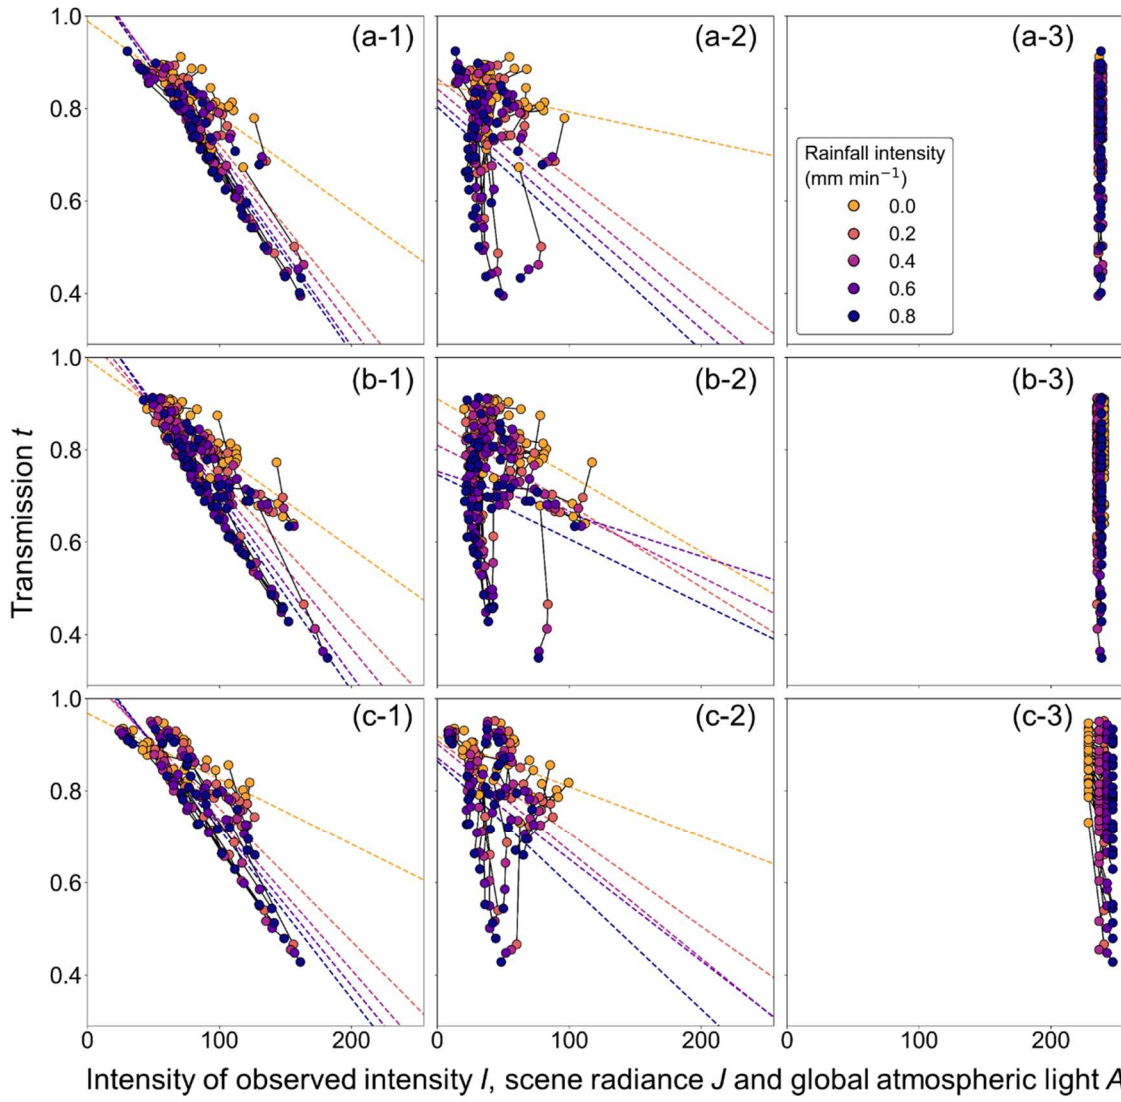 1.0
(a-1)
(a-2)
(a-3)
0.8
0.6
0.4
Rainfall intensity
(mm min⁻¹)
0.0
0.2
0.4
0.6
0.8
1.0
(b-1)
(b-2)
(b-3)
0.8
0.6
0.4
Transmission t
1.0
(c-1)
(c-2)
(c-3)
0.8
0.6
0.4
0 100 200 0 100 200 0 100 200
Intensity of observed intensity I, scene radiance J and global atmospheric light A